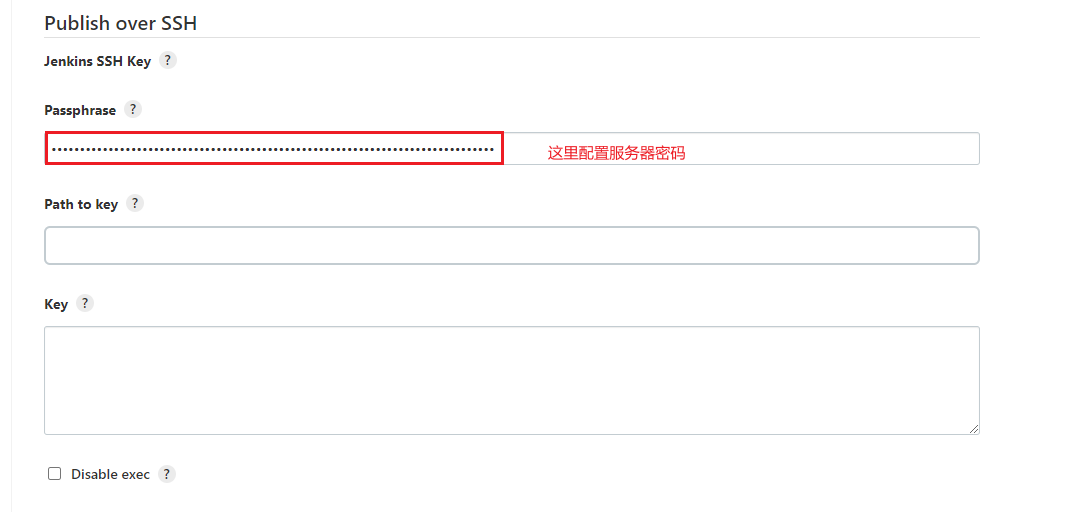 Publish over SSH
Jenkins SSH Key ?
Passphrase ?
这里配置服务器密码
Path to key ?
Key ?
Disable exec ?